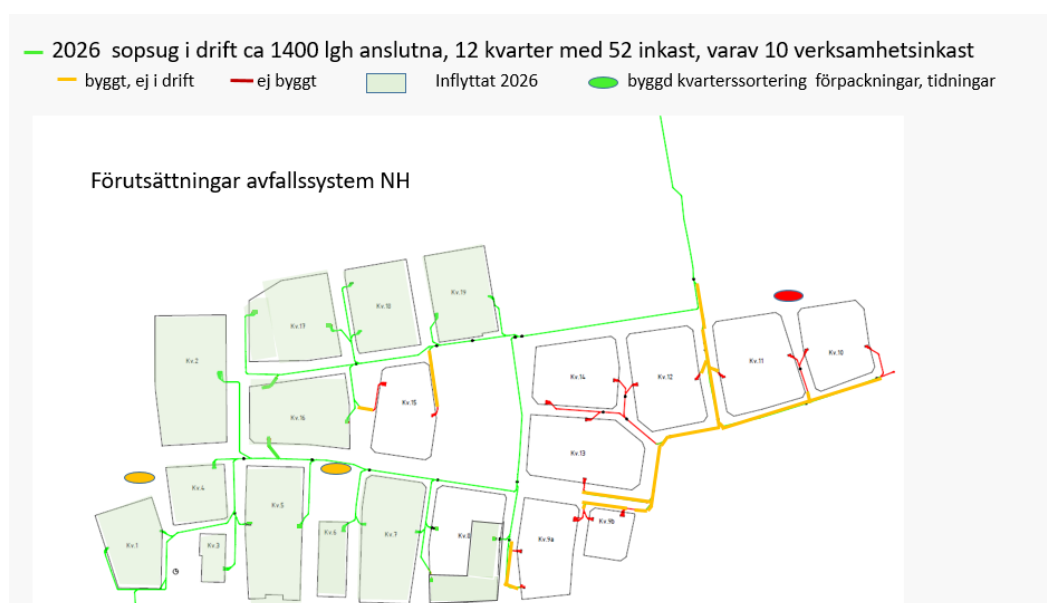 2026 sopsug i drift ca 1400 lgh anslutna, 12 kvarter med 52 inkast, varav 10 verksamhetsinkast
byggt, ej i drift ej byggt Inflyttat 2026 byggd kvarterssortering förpackningar, tidningar
Förutsättningar avfallssystem NH
Kv.19
Kv.18
Kv.17
Kv.2
Kv.11
Kv.10
Kv.14
Kv.12
Kv.15
Kv.16
Kv.13
Kv.4
Kv.5
Kv.6
Kv.7
Kv.8
Kv.9a
Kv.9b
Kv.1
Kv.3